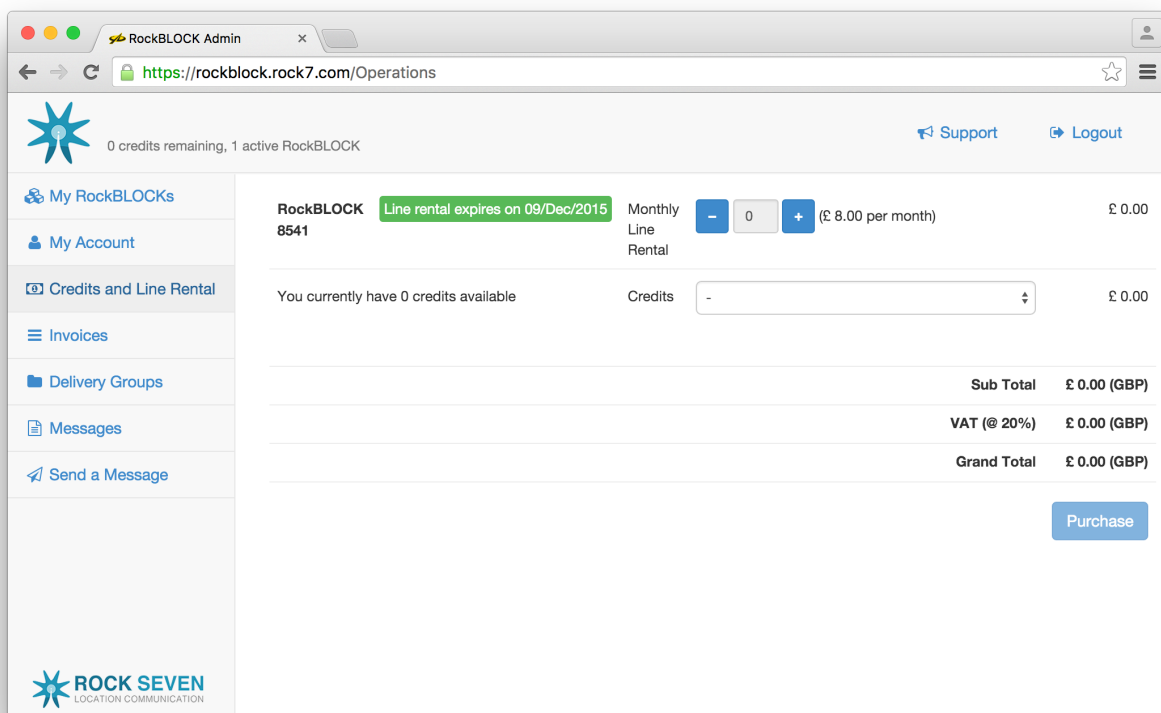 RockBLOCK Admin
https://rockblock.rock7.com/Operations
0 credits remaining, 1 active RockBLOCK
Support
Logout
My RockBLOCKs
My Account
Credits and Line Rental
Invoices
Delivery Groups
Messages
Send a Message
RockBLOCK
8541
Line rental expires on 09/Dec/2015
Monthly
Line
Rental
- 0 + (£ 8.00 per month)
£ 0.00
You currently have 0 credits available
Credits
-
£ 0.00
Sub Total £ 0.00 (GBP)
VAT (@ 20%) £ 0.00 (GBP)
Grand Total £ 0.00 (GBP)
Purchase
ROCK SEVEN
LOCATION COMMUNICATION